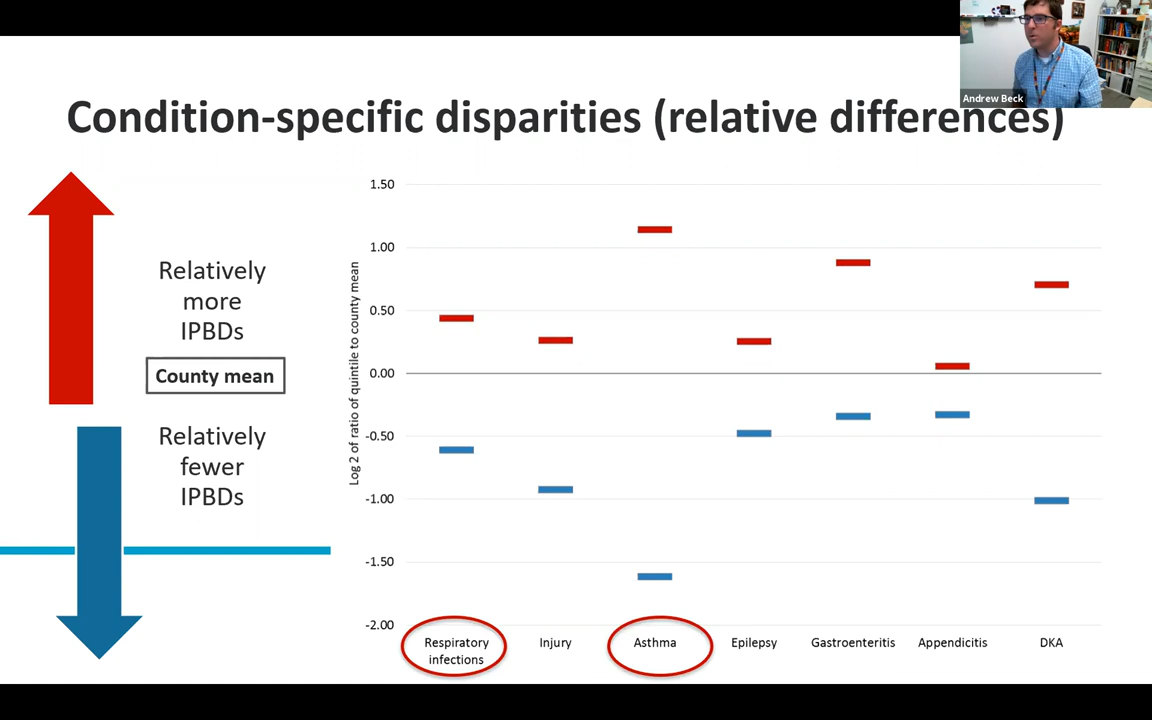 Andrew Beck
Condition-specific disparities (relative differences)
Relatively
more
IPBDs
County mean
Relatively
fewer
IPBDs
Log 2 of ratio of quintile to county mean
1.50
1.00
0.50
0.00
-0.50
-1.00
-1.50
-2.00
Respiratory
infections
Injury
Asthma
Epilepsy
Gastroenteritis
Appendicitis
DKA